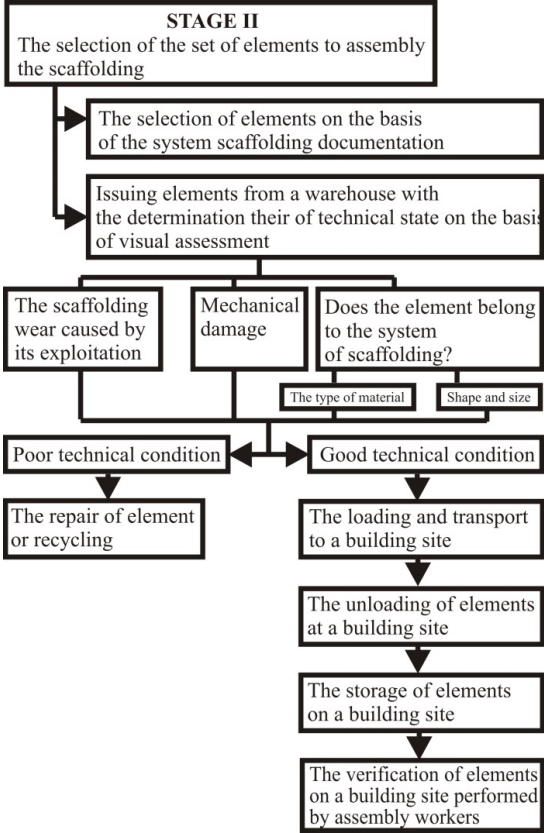 STAGE II
The selection of the set of elements to assembly
the scaffolding
The selection of elements on the basis
of the system scaffolding documentation
Issuing elements from a warehouse with
the determination their of technical state on the basis
of visual assessment
The scaffolding
wear caused by
its exploitation
Mechanical
damage
Does the element belong
to the system
of scaffolding?
The type of material
Shape and size
Poor technical condition
Good technical condition
The repair of element
or recycling
The loading and transport
to a building site
The unloading of elements
at a building site
The storage of elements
on a building site
The verification of elements
on a building site performed
by assembly workers